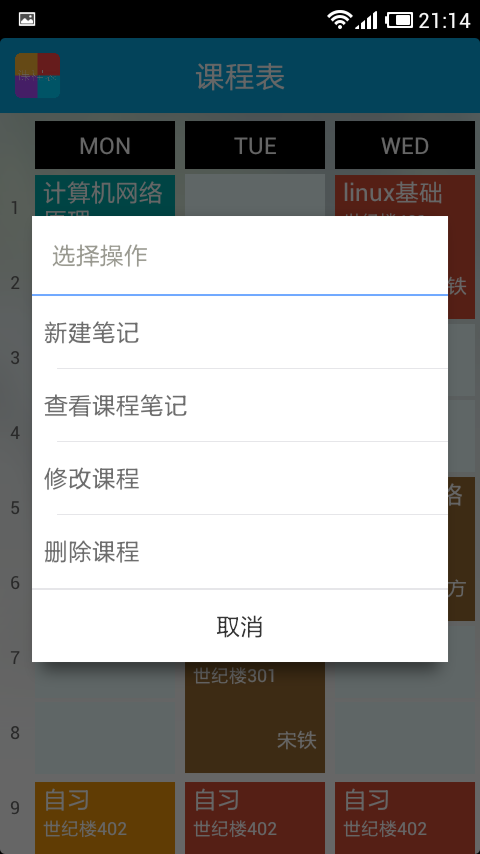 21:14
课程表
MON TUE WED
计算机网络
linux基础
1
2
铁
选择操作
新建笔记
3
查看课程笔记
4
修改课程
5
络
删除课程
6
方
取消
7
世纪楼301
8
宋铁
9
自习 自习 自习
世纪楼402 世纪楼402 世纪楼402